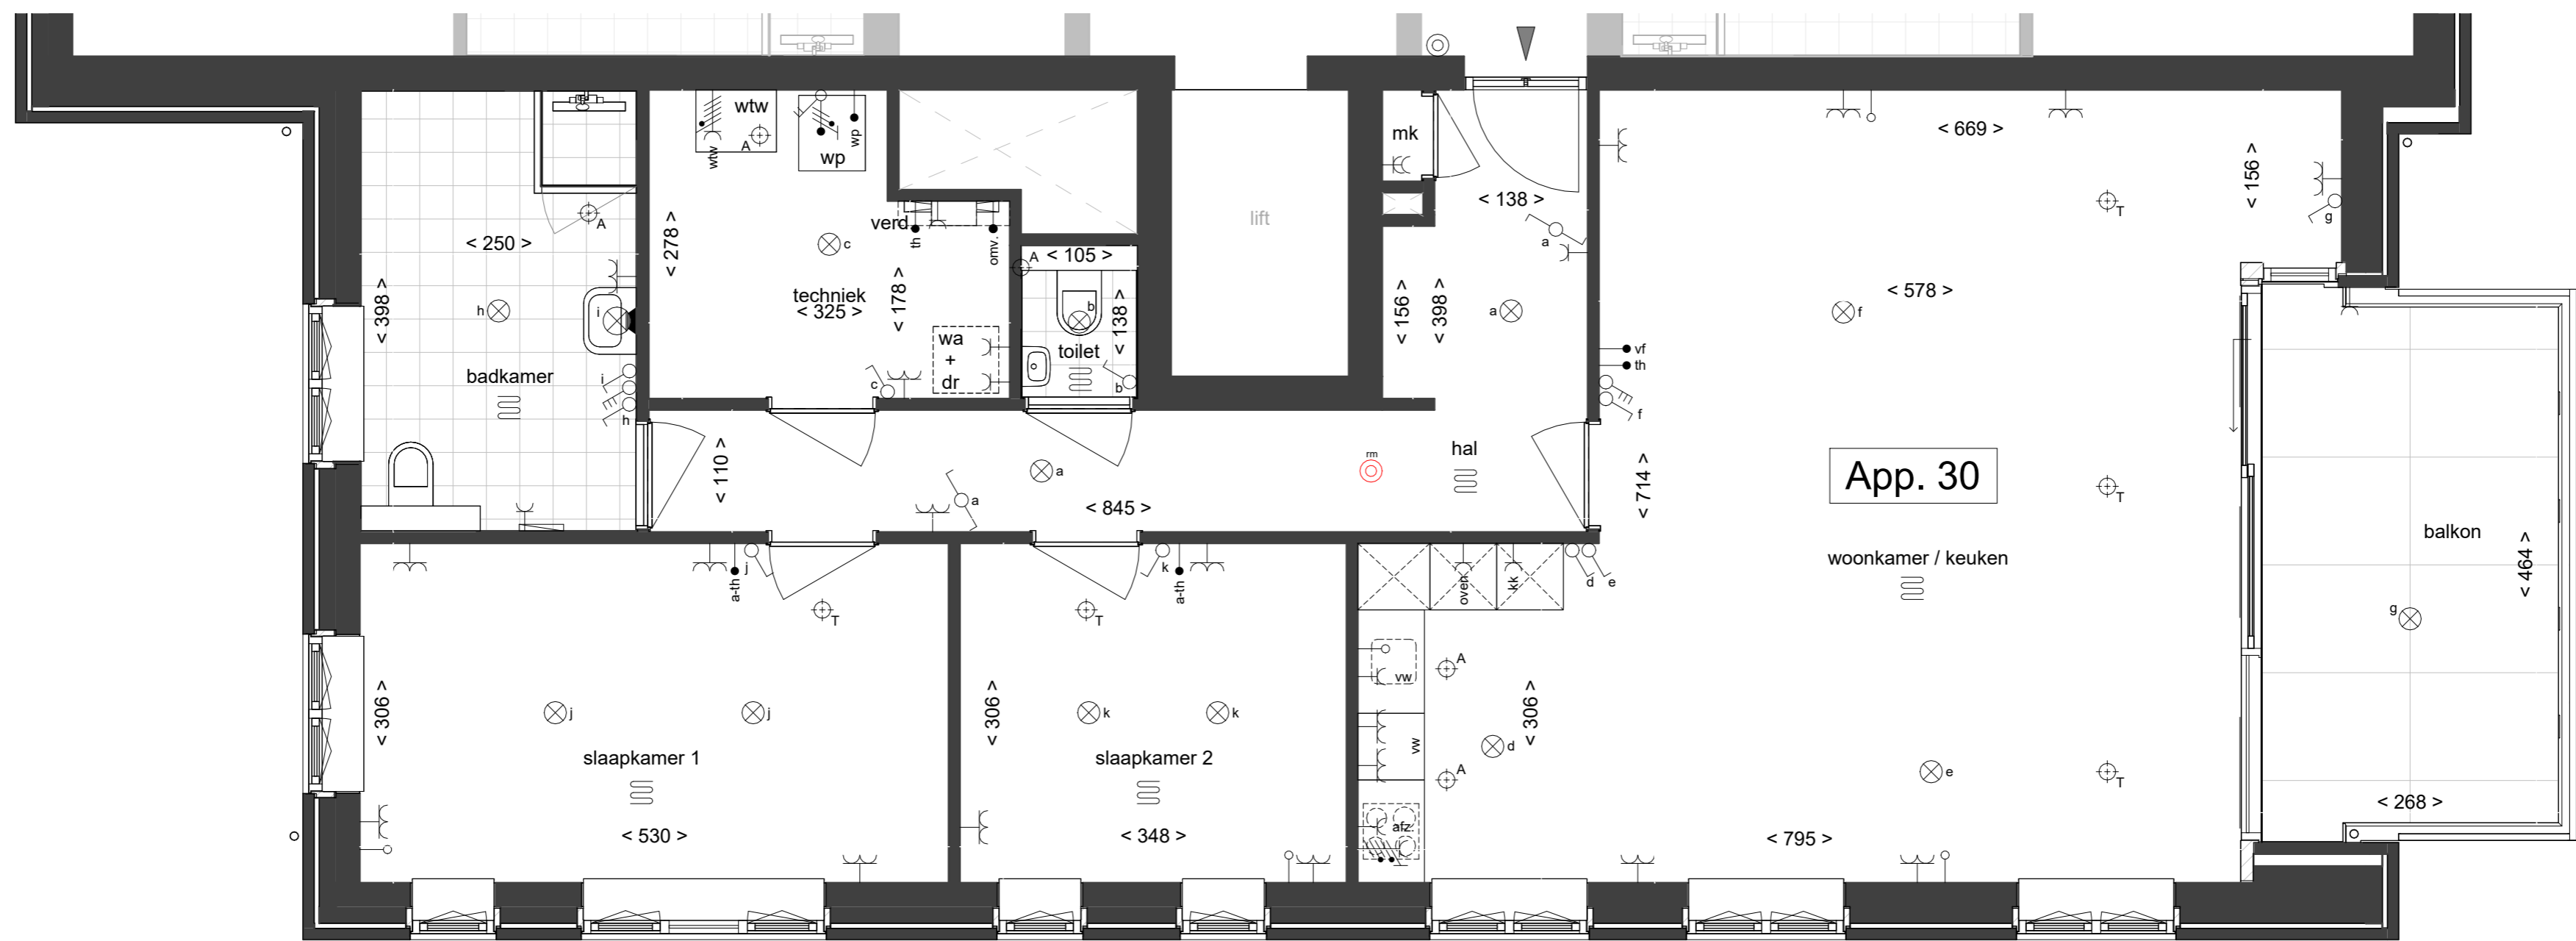 wtw
A
wtw
wp
wp
mk
< 669 >
< 156 >
g
T
< 138 >
a
lift
A
< 250 >
< 278 >
verd
th
omv.
c
A
< 105 >
b
techniek
< 325 >
< 178 >
< 398 >
h
i
badkamer
i
h
wa
+
dr
c
toilet
< 138 >
b
< 156 >
< 398 >
a
< 578 >
f
vf
th
f
< 110 >
a
a
< 845 >
rm
hal
< 714 >
App. 30
woonkamer / keuken
balkon
< 464 >
g
j
a-th
T
k
a-th
T
oven
kk
d
e
T
< 306 >
j
j
slaapkamer 1
< 530 >
< 306 >
k
k
slaapkamer 2
< 348 >
vw
A
vw
A
d
< 306 >
afz.
e
T
< 795 >
< 268 >